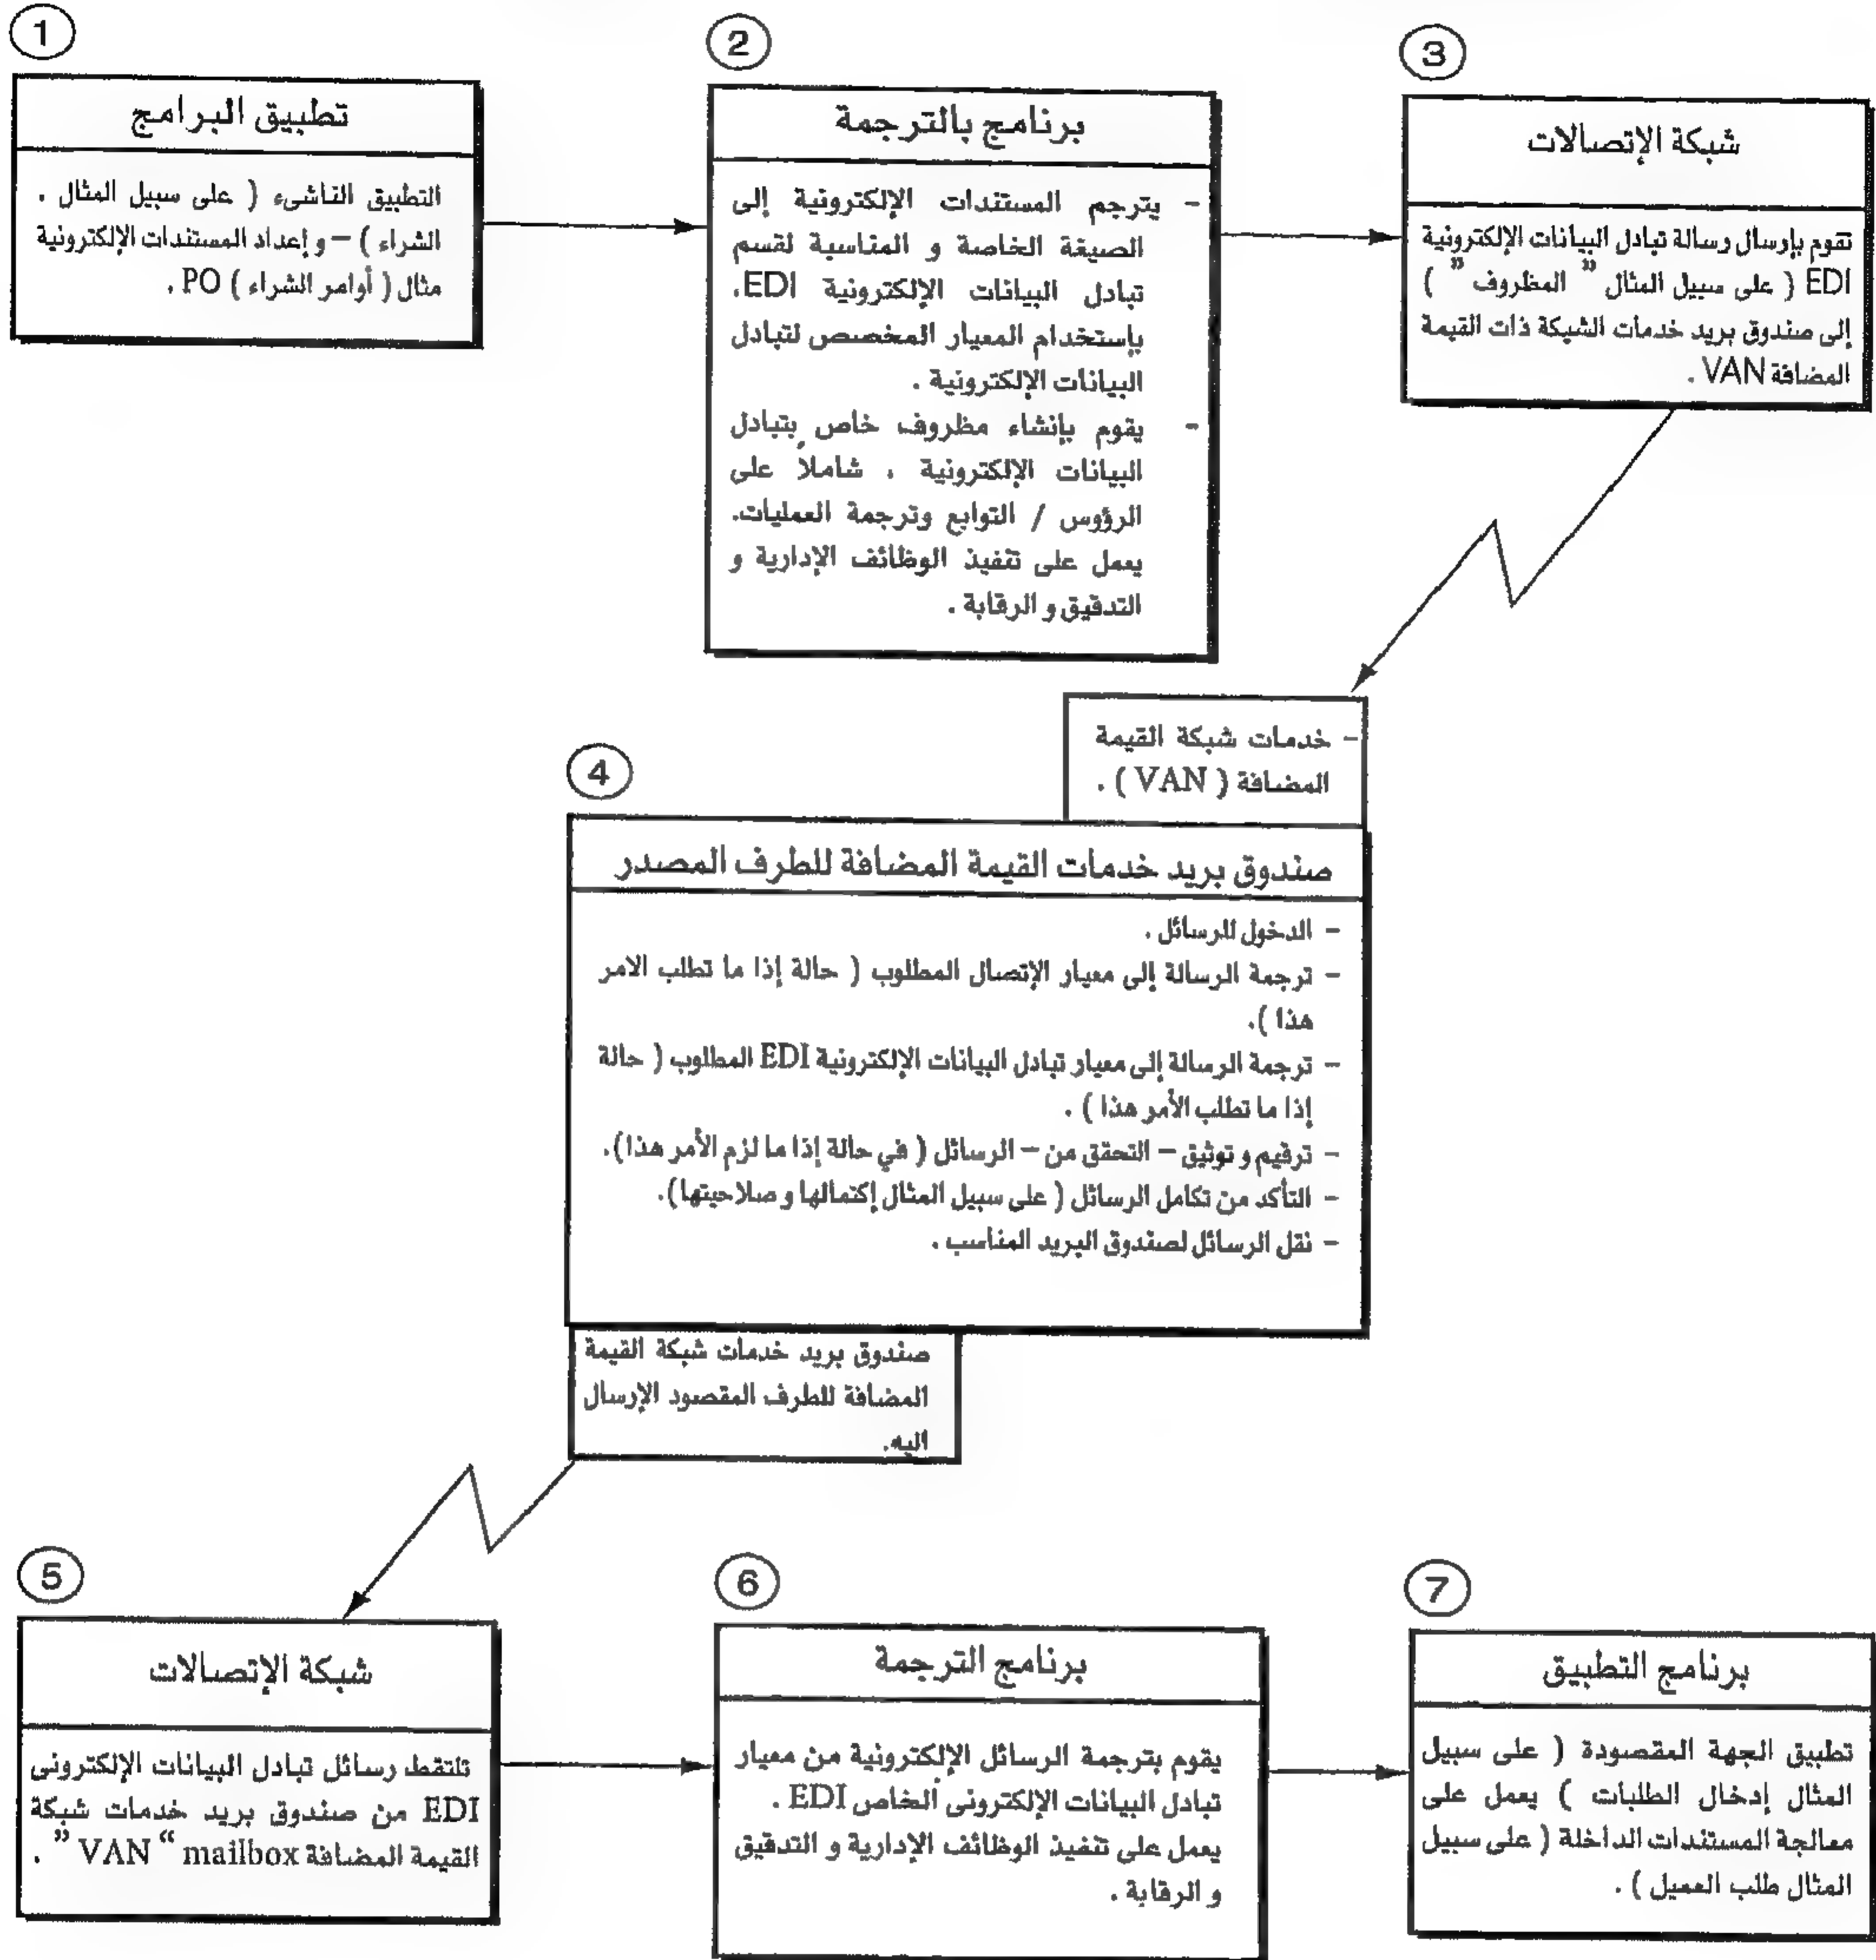 1
تطبيق البرامج
التطبيق الناشىء ( على سبيل المثال ،
الشراء ) – و إعداد المستندات الإلكترونية
مثال ( أوامر الشراء ) PO .
2
برنامج بالترجمة
- يترجم المستندات الإلكترونية إلى
الصيغة الخاصة و المناسبة لقسم
تبادل البيانات الإلكترونية EDI.
بإستخدام المعيار المخصص لتبادل
البيانات الإلكترونية .
- يقوم بإنشاء مظروف خاص بتبادل
البيانات الإلكترونية ، شاملاً على
الرؤوس / التوابع وترجمة العمليات.
يعمل على تنفيذ الوظائف الإدارية و
التدقيق و الرقابة .
3
شبكة الإتصالات
تقوم بإرسال رسالة تبادل البيانات الإلكترونية
EDI ( على سبيل المثال " المظروف " )
إلى صندوق بريد خدمات الشبكة ذات القيمة
المضافة VAN .
- خدمات شبكة القيمة
المضافة ( VAN ) .
4
صندوق بريد خدمات القيمة المضافة للطرف المصدر
- الدخول للرسائل .
- ترجمة الرسالة إلى معيار الإتصال المطلوب ( حالة إذا ما تطلب الامر
هذا ).
- ترجمة الرسالة إلى معيار تبادل البيانات الإلكترونية EDI المطلوب ( حالة
إذا ما تطلب الأمر هذا ) .
- ترقيم و توثيق – التحقق من – الرسائل ( في حالة إذا ما لزم الأمر هذا).
- التأكد من تكامل الرسائل ( على سبيل المثال إكتمالها و صلاحيتها).
- نقل الرسائل لصندوق البريد المناسب .
صندوق بريد خدمات شبكة القيمة
المضافة للطرف المقصود الإرسال
اليه.
5
شبكة الإتصالات
تلتقط رسائل تبادل البيانات الإلكترونى
EDI من صندوق بريد خدمات شبكة
القيمة المضافة mailbox “ VAN ” .
6
برنامج الترجمة
يقوم بترجمة الرسائل الإلكترونية من معيار
تبادل البيانات الإلكترونى الخاص EDI .
يعمل على تنفيذ الوظائف الإدارية و التدقيق
و الرقابة .
7
برنامج التطبيق
تطبيق الجهة المقصودة ( على سبيل
المثال إدخال الطلبات ) يعمل على
معالجة المستندات الداخلة ( على سبيل
المثال طلب العميل ) .